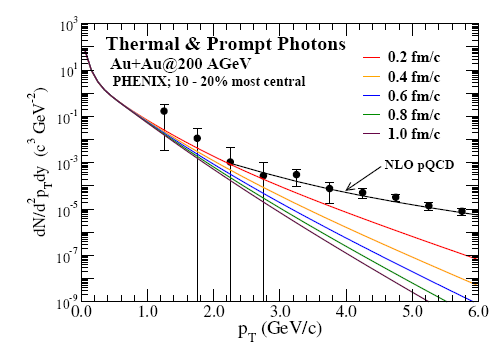 Thermal & Prompt Photons
Au+Au@200 AGeV
PHENIX; 10 - 20% most central
0.2 fm/c
0.4 fm/c
0.6 fm/c
0.8 fm/c
1.0 fm/c
NLO pQCD
dN/d²p_Tdy (c³ GeV⁻²)
10³
10¹
10⁻¹
10⁻³
10⁻⁵
10⁻⁷
10⁻⁹
0.0 1.0 2.0 3.0 4.0 5.0 6.0
p_T (GeV/c)